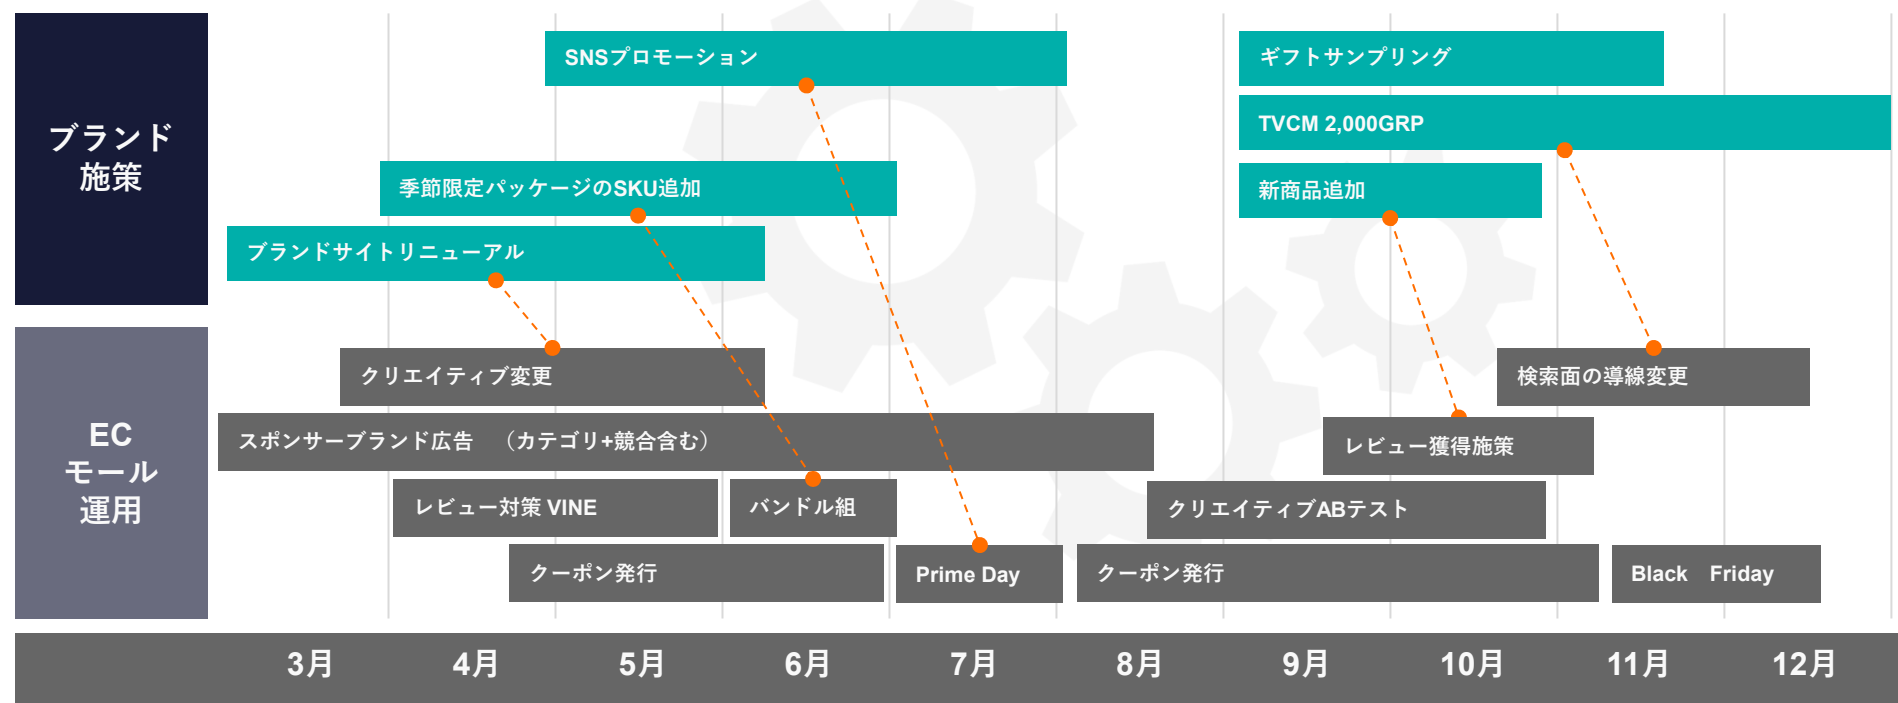 ブランド
施策
SNSプロモーション
ギフトサンプリング
TVCM 2,000GRP
季節限定パッケージのSKU追加
新商品追加
ブランドサイトリニューアル
EC
モール
運用
クリエイティブ変更
検索面の導線変更
スポンサーブランド広告　（カテゴリ+競合含む）
レビュー獲得施策
レビュー対策 VINE
バンドル組
クリエイティブABテスト
クーポン発行
Prime Day
クーポン発行
Black　Friday
3月 4月 5月 6月 7月 8月 9月 10月 11月 12月